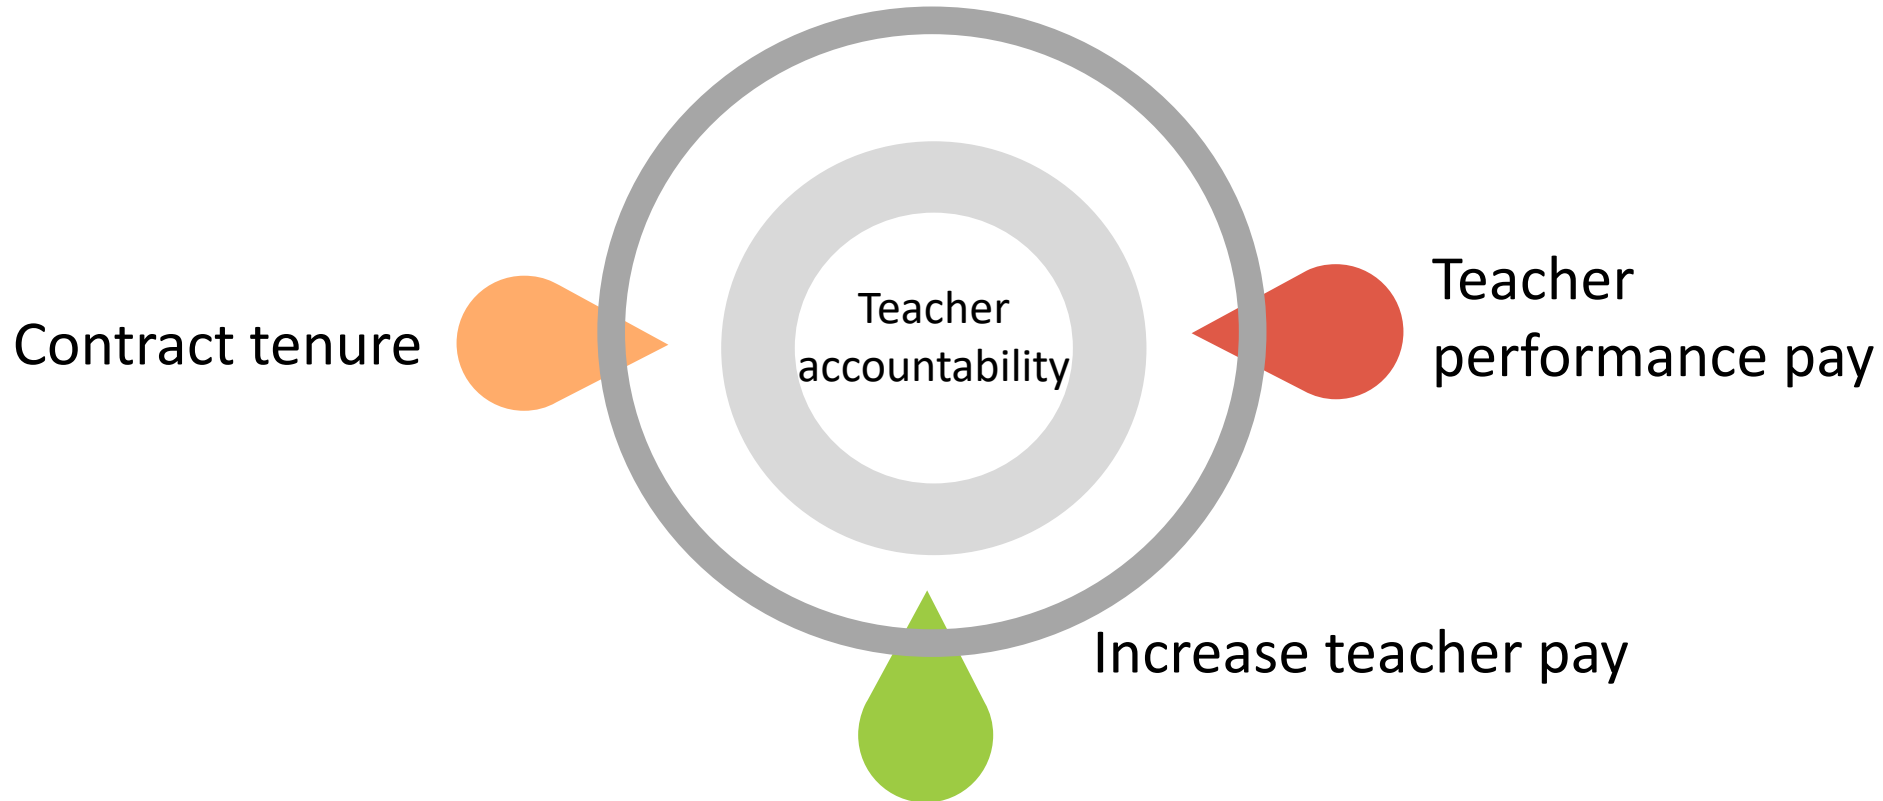 Teacher
accountability
Contract tenure
Teacher
performance pay
Increase teacher pay